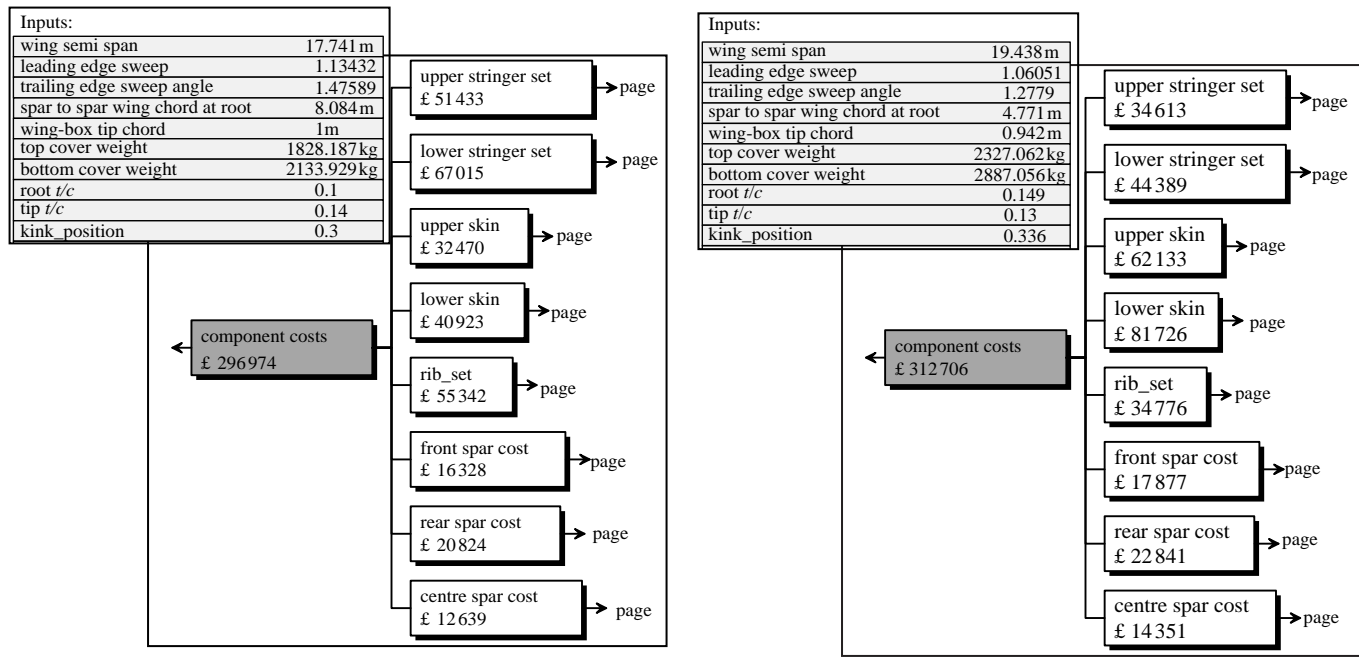 Inputs:
wing semi span 17.741 m
leading edge sweep 1.13432
trailing edge sweep angle 1.47589
spar to spar wing chord at root 8.084 m
wing-box tip chord 1m
top cover weight 1828.187 kg
bottom cover weight 2133.929 kg
root t/c 0.1
tip t/c 0.14
kink_position 0.3
upper stringer set
£ 51433
page
lower stringer set
£ 67015
page
upper skin
£ 32470
page
lower skin
£ 40923
page
component costs
£ 296974
rib_set
£ 55342
page
front spar cost
£ 16328
page
rear spar cost
£ 20824
page
centre spar cost
£ 12639
page
Inputs:
wing semi span 19.438 m
leading edge sweep 1.06051
trailing edge sweep angle 1.2779
spar to spar wing chord at root 4.771 m
wing-box tip chord 0.942 m
top cover weight 2327.062 kg
bottom cover weight 2887.056 kg
root t/c 0.149
tip t/c 0.13
kink_position 0.336
upper stringer set
£ 34613
page
lower stringer set
£ 44389
page
upper skin
£ 62133
page
lower skin
£ 81726
page
component costs
£ 312706
rib_set
£ 34776
page
front spar cost
£ 17877
page
rear spar cost
£ 22841
page
centre spar cost
£ 14351
page